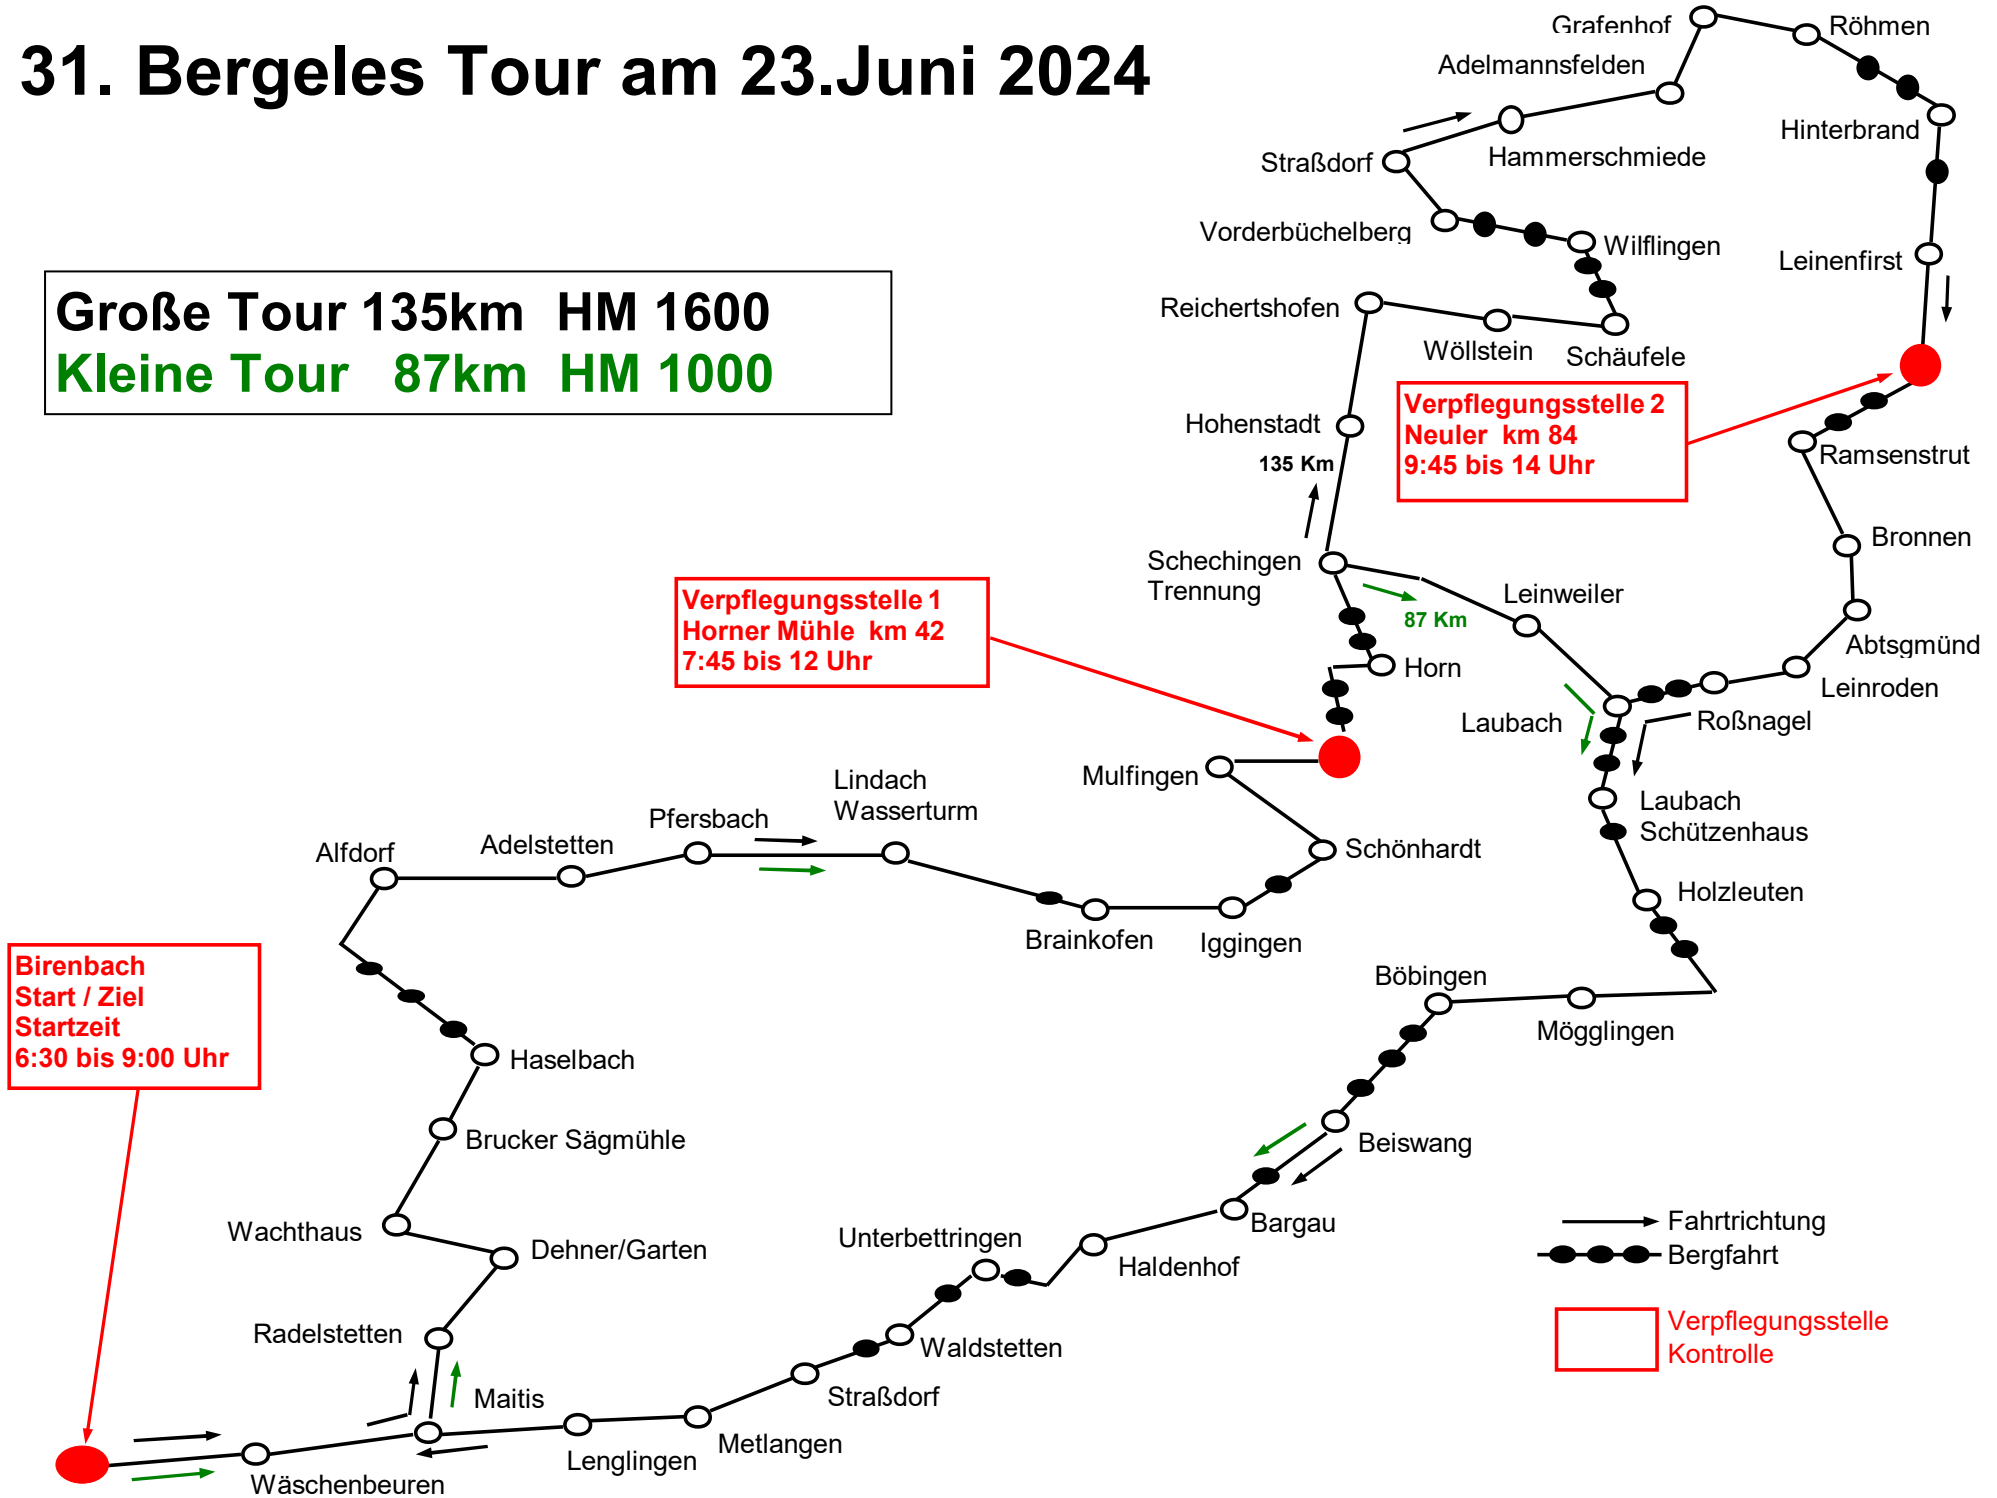 31. Bergeles Tour am 23.Juni 2024
Große Tour 135km HM 1600
Kleine Tour 87km HM 1000
Grafenhof
Röhmen
Adelmannsfelden
Hinterbrand
Straßdorf
Hammerschmiede
Vorderbüchelberg
Wilflingen
Leinenfirst
Reichertshofen
Wöllstein
Schäufele
Verpflegungsstelle 2
Neuler km 84
9:45 bis 14 Uhr
Hohenstadt
135 Km
Ramsenstrut
Bronnen
Schechingen
Trennung
Leinweiler
87 Km
Verpflegungsstelle 1
Horner Mühle km 42
7:45 bis 12 Uhr
Abtsgmünd
Horn
Leinroden
Laubach
Roßnagel
Mulfingen
Lindach
Wasserturm
Laubach
Schützenhaus
Pfersbach
Adelstetten
Alfdorf
Schönhardt
Holzleuten
Brainkofen
Iggingen
Birenbach
Start / Ziel
Startzeit
6:30 bis 9:00 Uhr
Böbingen
Mögglingen
Haselbach
Brucker Sägmühle
Beiswang
Wachthaus
Dehner/Garten
Unterbettringen
Bargau
Haldenhof
Fahrtrichtung
Bergfahrt
Radelstetten
Waldstetten
Verpflegungsstelle
Kontrolle
Maitis
Straßdorf
Metlangen
Lenglingen
Wäschenbeuren